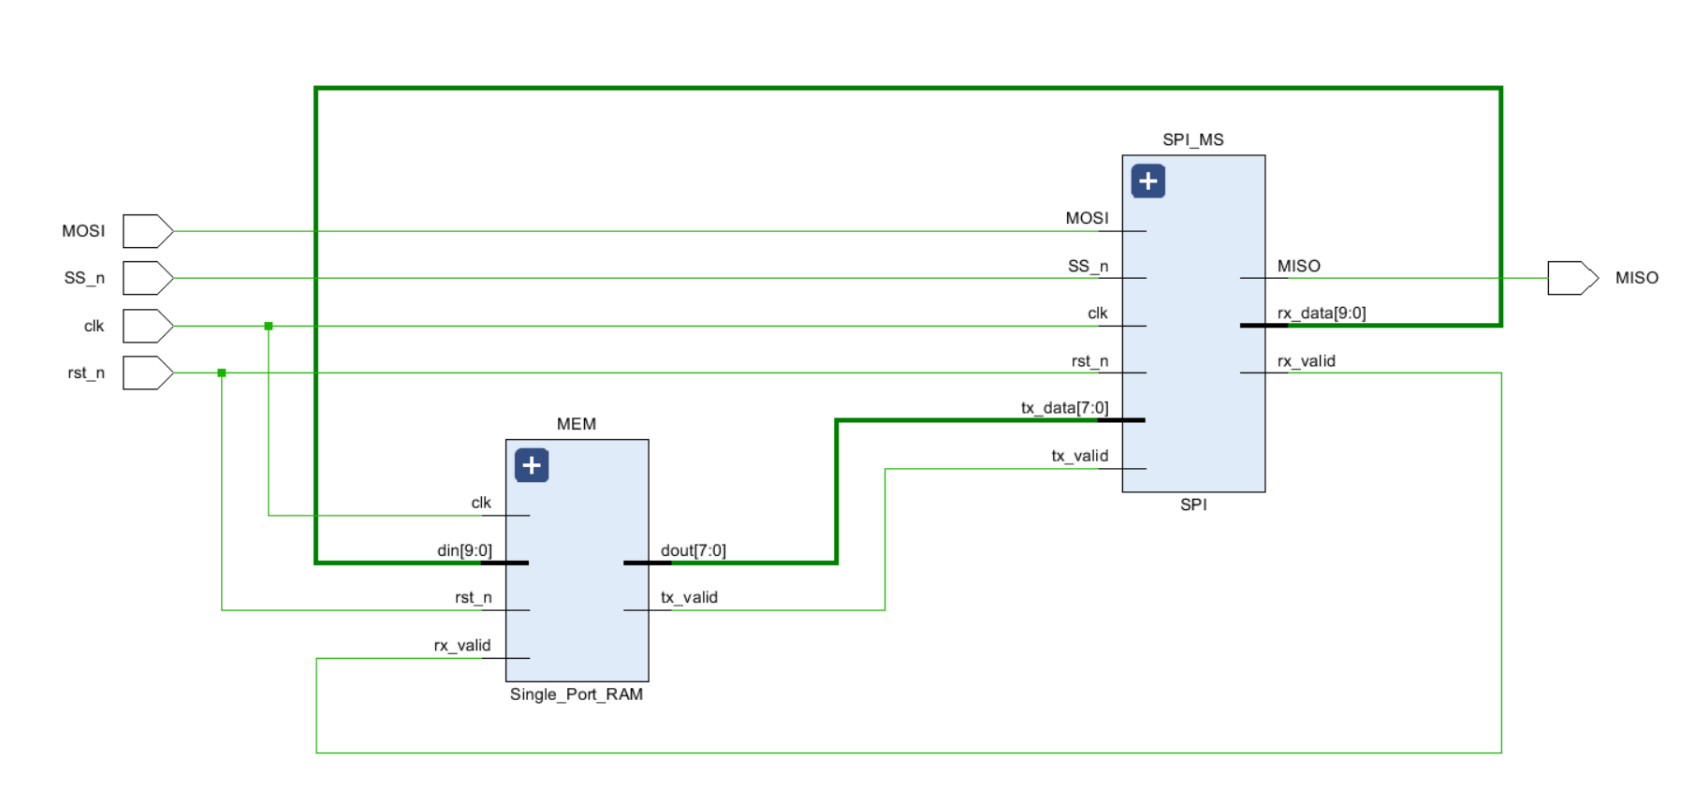 SPI_MS
MOSI
MOSI
SS_n
SS_n
MISO
MISO
clk
clk
rx_data[9:0]
rst_n
rst_n
rx_valid
tx_data[7:0]
MEM
tx_valid
clk
SPI
din[9:0]
dout[7:0]
rst_n
tx_valid
rx_valid
Single_Port_RAM